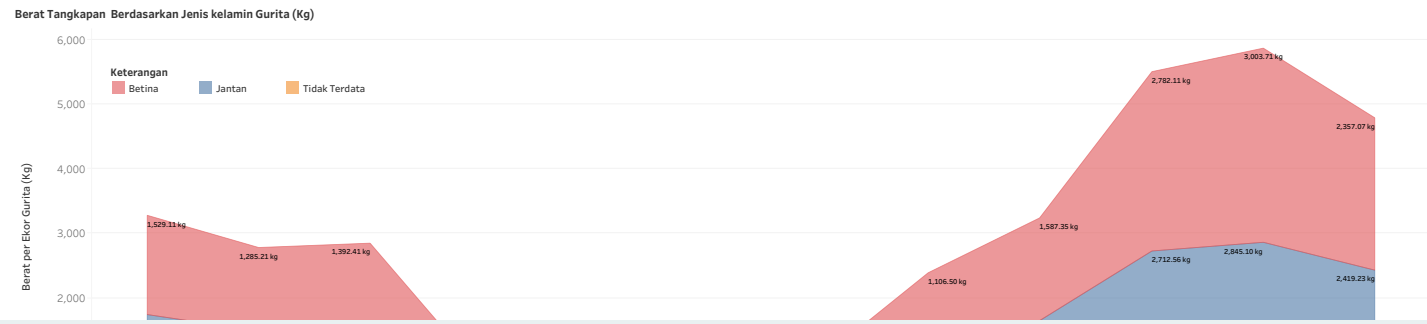 Berat Tangkapan Berdasarkan Jenis kelamin Gurita (Kg)
6,000
Keterangan
Betina Jantan Tidak Terdata
5,000
4,000
3,000
2,000
Berat per Ekor Gurita (Kg)
1,529.11 kg
1,285.21 kg
1,392.41 kg
1,106.50 kg
1,587.35 kg
2,782.11 kg
3,003.71 kg
2,357.07 kg
2,712.56 kg
2,845.10 kg
2,419.23 kg